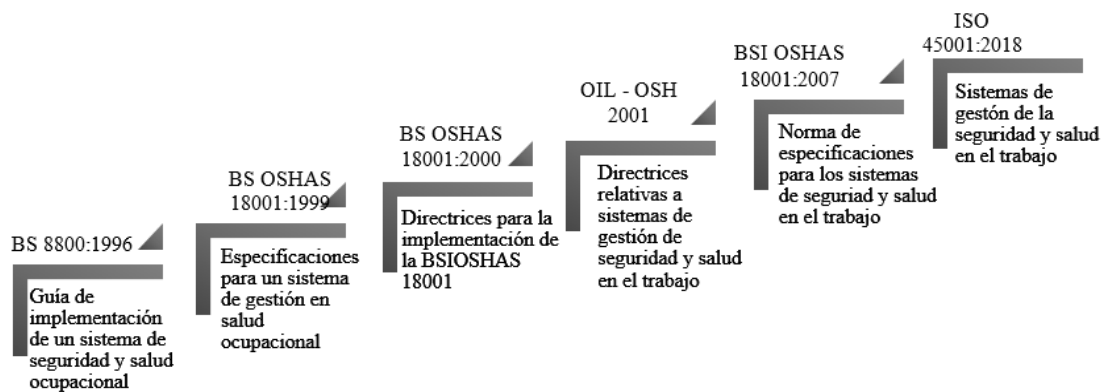 BS 8800:1996
Guía de
implementación
de un sistema de
seguridad y salud
ocupacional
BS OSHAS
18001:1999
Especificaciones
para un sistema
de gestión en
salud
ocupacional
BS OSHAS
18001:2000
Directrices para la
implementación de
la BSIOSHAS
18001
OIL - OSH
2001
Directrices
relativas a
sistemas de
gestión de
seguridad y salud
en el trabajo
BSI OSHAS
18001:2007
Norma de
especificaciones
para los sistemas
de seguriad y salud
en el trabajo
ISO
45001:2018
Sistemas de
gestón de la
seguridad y salud
en el trabajo